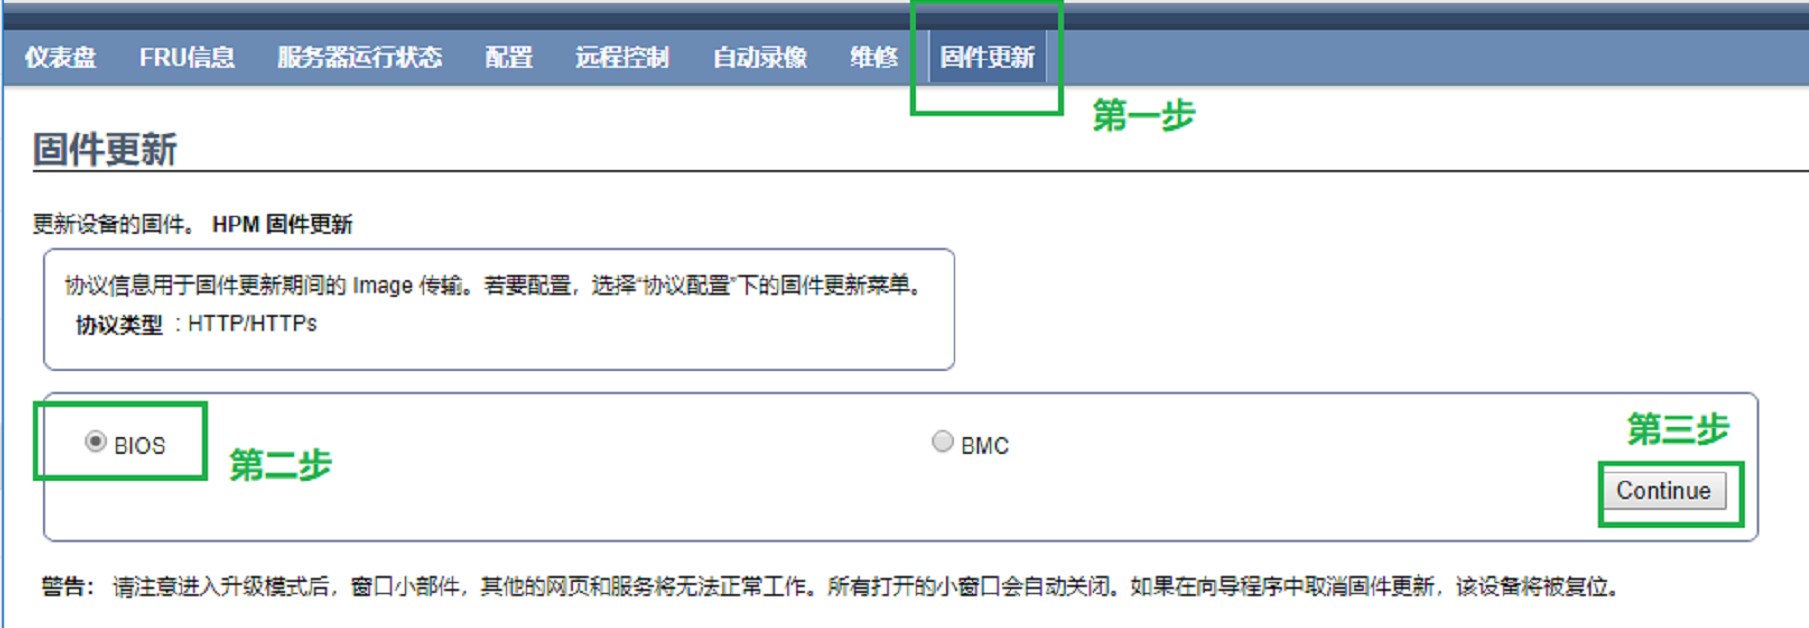 仪表盘 FRU信息 服务器运行状态 配置 远程控制 自动录像 维修 固件更新
第一步
固件更新
更新设备的固件。 HPM 固件更新
协议信息用于固件更新期间的 Image 传输。若要配置，选择“协议配置”下的固件更新菜单。
协议类型 : HTTP/HTTPs
BIOS
第二步
BMC
第三步
Continue
警告： 请注意进入升级模式后，窗口小部件，其他的网页和服务将无法正常工作。所有打开的小窗口会自动关闭。如果在向导程序中取消固件更新，该设备将被复位。